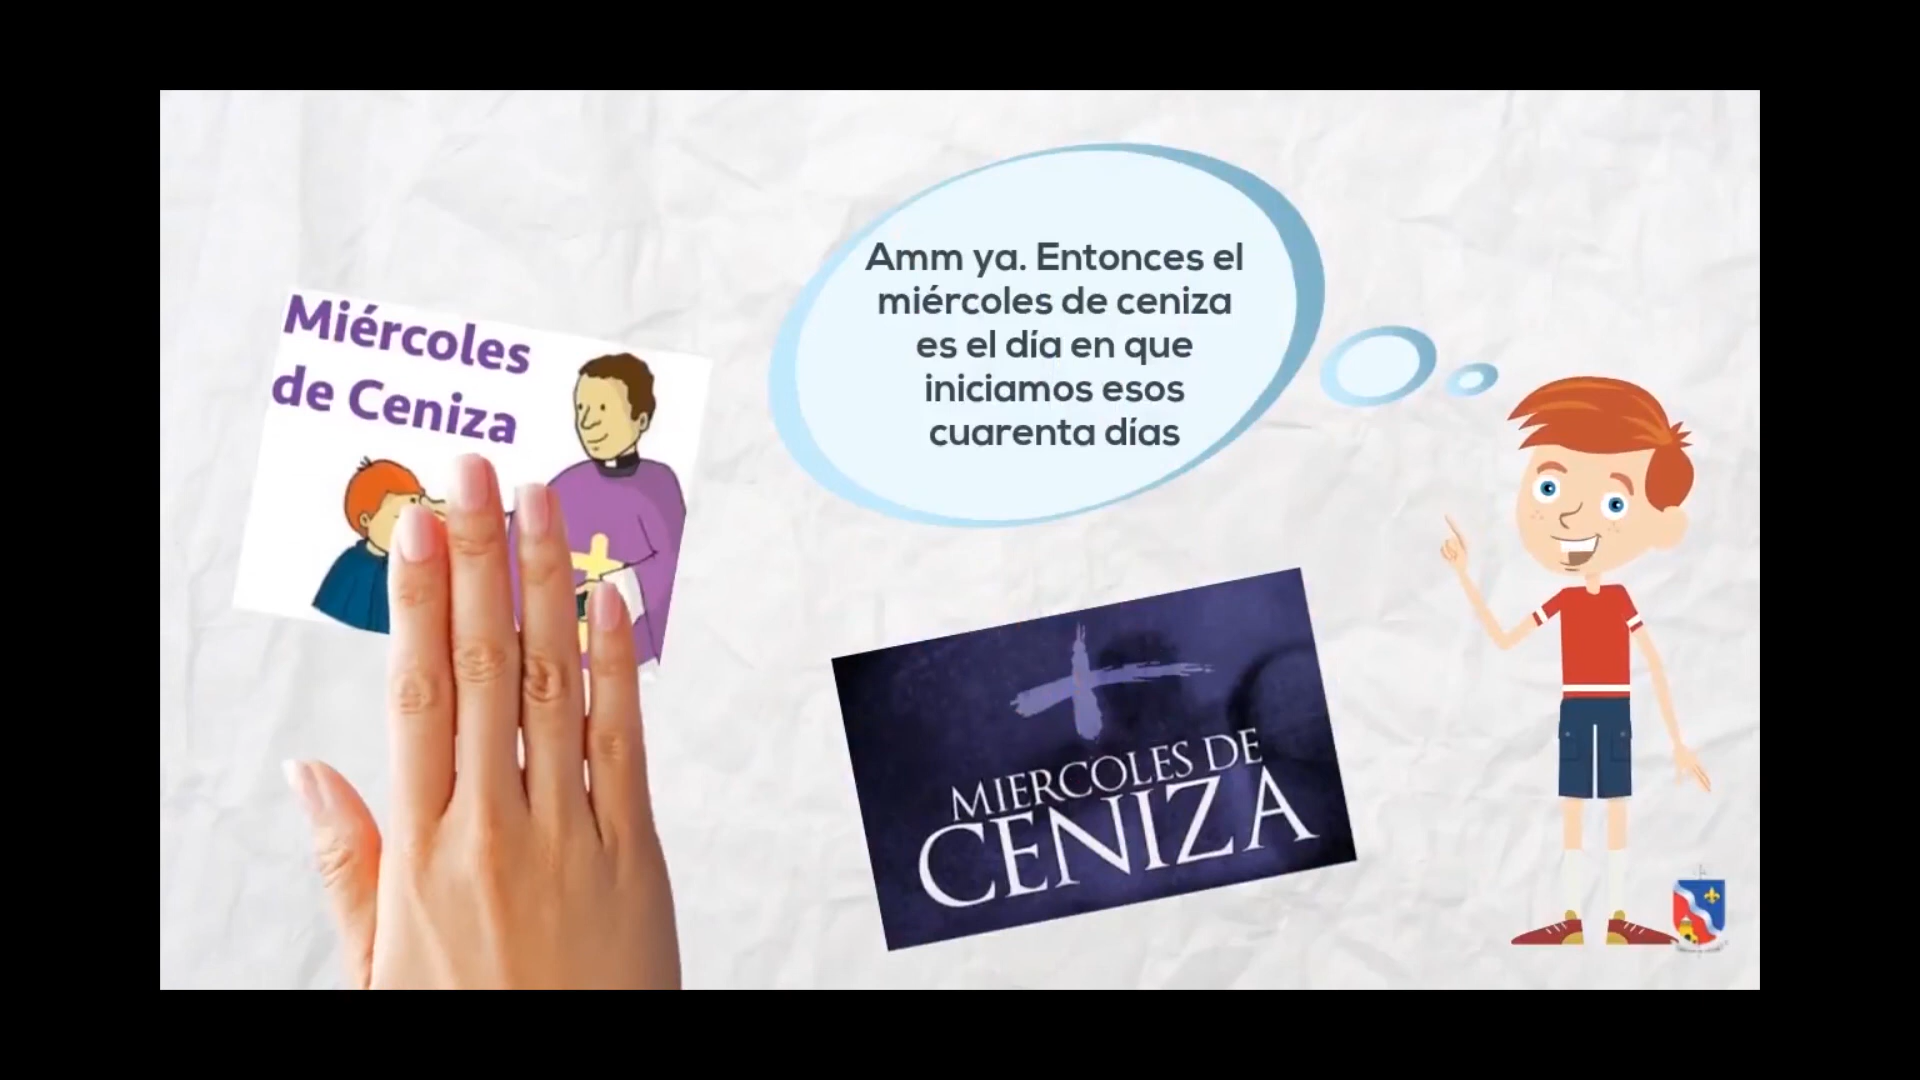 Miércoles
de Ceniza
Amm ya. Entonces el
miércoles de ceniza
es el día en que
iniciamos esos
cuarenta días
MIERCOLES DE
CENIZA